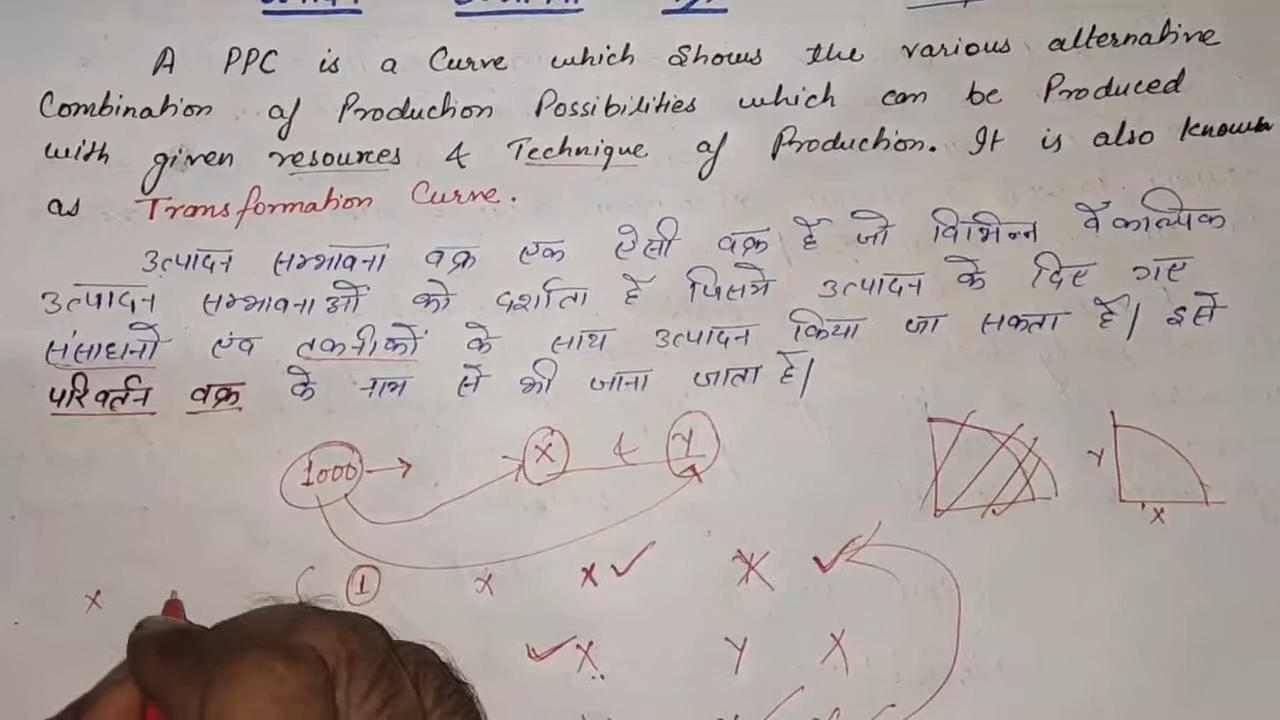 A PPC is a Curve which shows the various alternative
Combination of Production Possibilities which can be Produced
with given resources & Technique of Production. It is also known
as Transformation Curve.
उत्पादन सम्भावना वक्र एक ऐसी वक्र है जो विभिन्न वैकल्पिक
उत्पादन सम्भावनाओं को दर्शाता है जिसमे उत्पादन के दिए गए
संसाधनों एंव तकनीकों के साथ उत्पादन किया जा सकता है। इसे
परिवर्तन वक्र के नाम से भी जाना जाता है।
1000 → X & Y
Y
X
1 X X ✓ X ✓
X
✓ X Y X